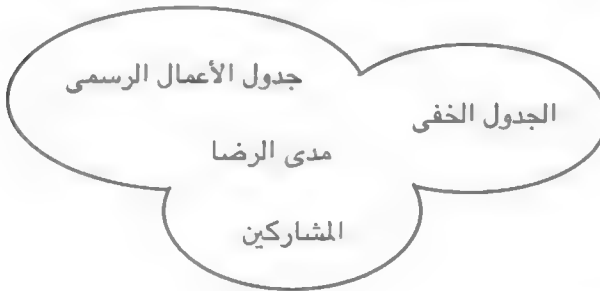 جدول الأعمال الرسمى
الجدول الخفى
مدى الرضا
المشاركين